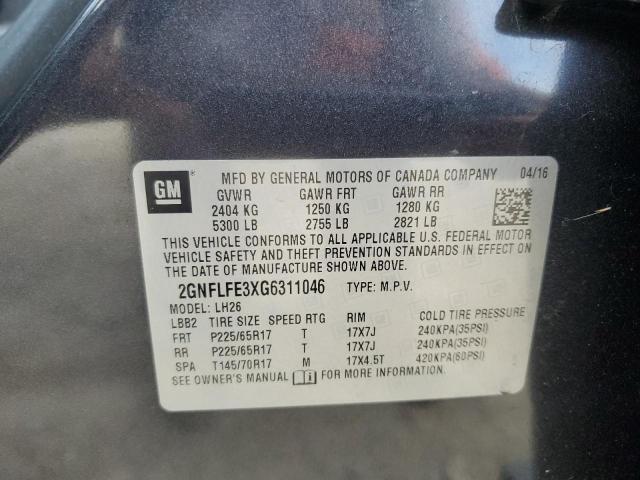 GM
MFD BY GENERAL MOTORS OF CANADA COMPANY 04/16
GVWR GAWR FRT GAWR RR
2404 KG 1250 KG 1280 KG
5300 LB 2755 LB 2821 LB
THIS VEHICLE CONFORMS TO ALL APPLICABLE U.S. FEDERAL MOTOR
VEHICLE SAFETY AND THEFT PREVENTION STANDARDS IN EFFECT ON
THE DATE OF MANUFACTURE SHOWN ABOVE.
2GNFLFE3XG6311046 TYPE: M.P.V.
MODEL: LH26
LBB2 TIRE SIZE SPEED RTG RIM COLD TIRE PRESSURE
FRT P225/65R17 T 17X7J 240KPA(35PSI)
RR P225/65R17 T 17X7J 240KPA(35PSI)
SPA T145/70R17 M 17X4.5T 420KPA(60PSI)
SEE OWNER'S MANUAL FOR MORE INFORMATION